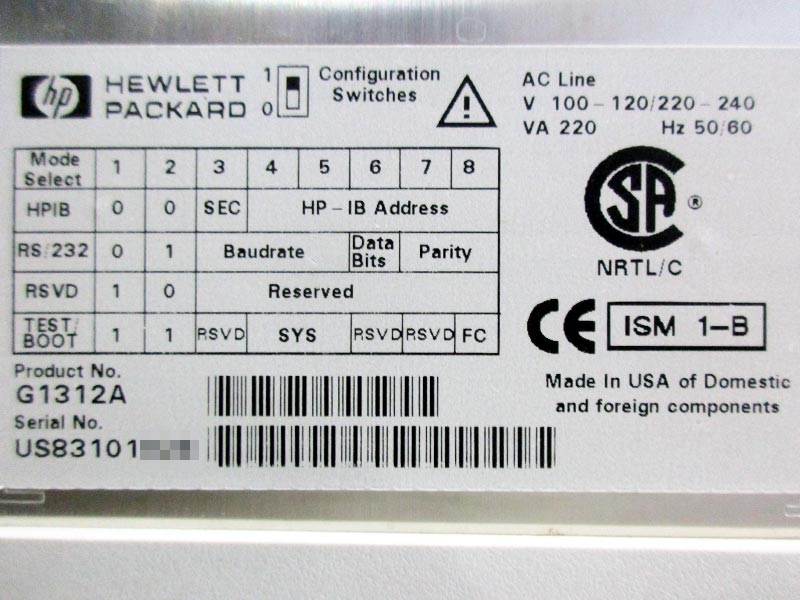 hp HEWLETT PACKARD
1 0 Configuration Switches
AC Line
V 100-120/220-240
VA 220 Hz 50/60
Mode Select 1 2 3 4 5 6 7 8
HPIB 0 0 SEC HP-IB Address
RS/232 0 1 Baudrate Data Bits Parity
RSVD 1 0 Reserved
TEST/BOOT 1 1 RSVD SYS RSVD RSVD FC
SA ®
NRTL/C
CE ISM 1-B
Product No.
G1312A
Serial No.
US83101
Made In USA of Domestic
and foreign components